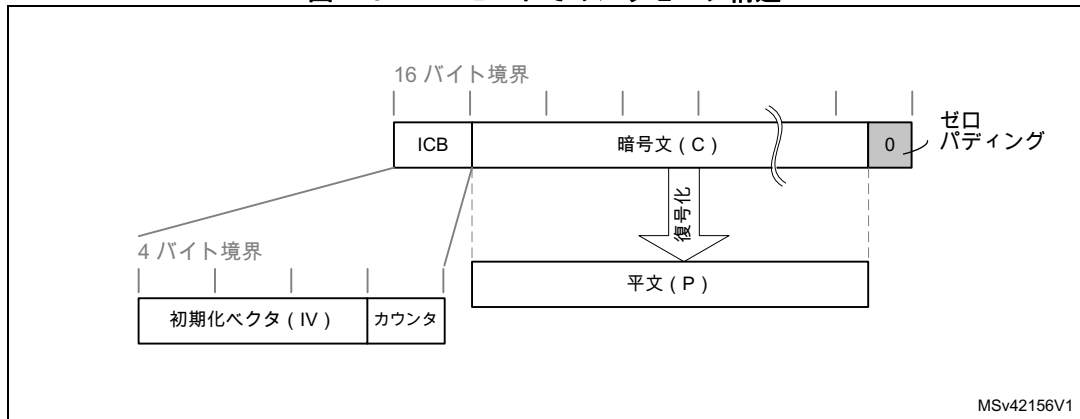 16 バイト境界
ICB
暗号文 ( C )
0
ゼロ
パディング
復号化
4 バイト境界
平文 ( P )
初期化ベクタ ( IV )
カウンタ
MSv42156V1